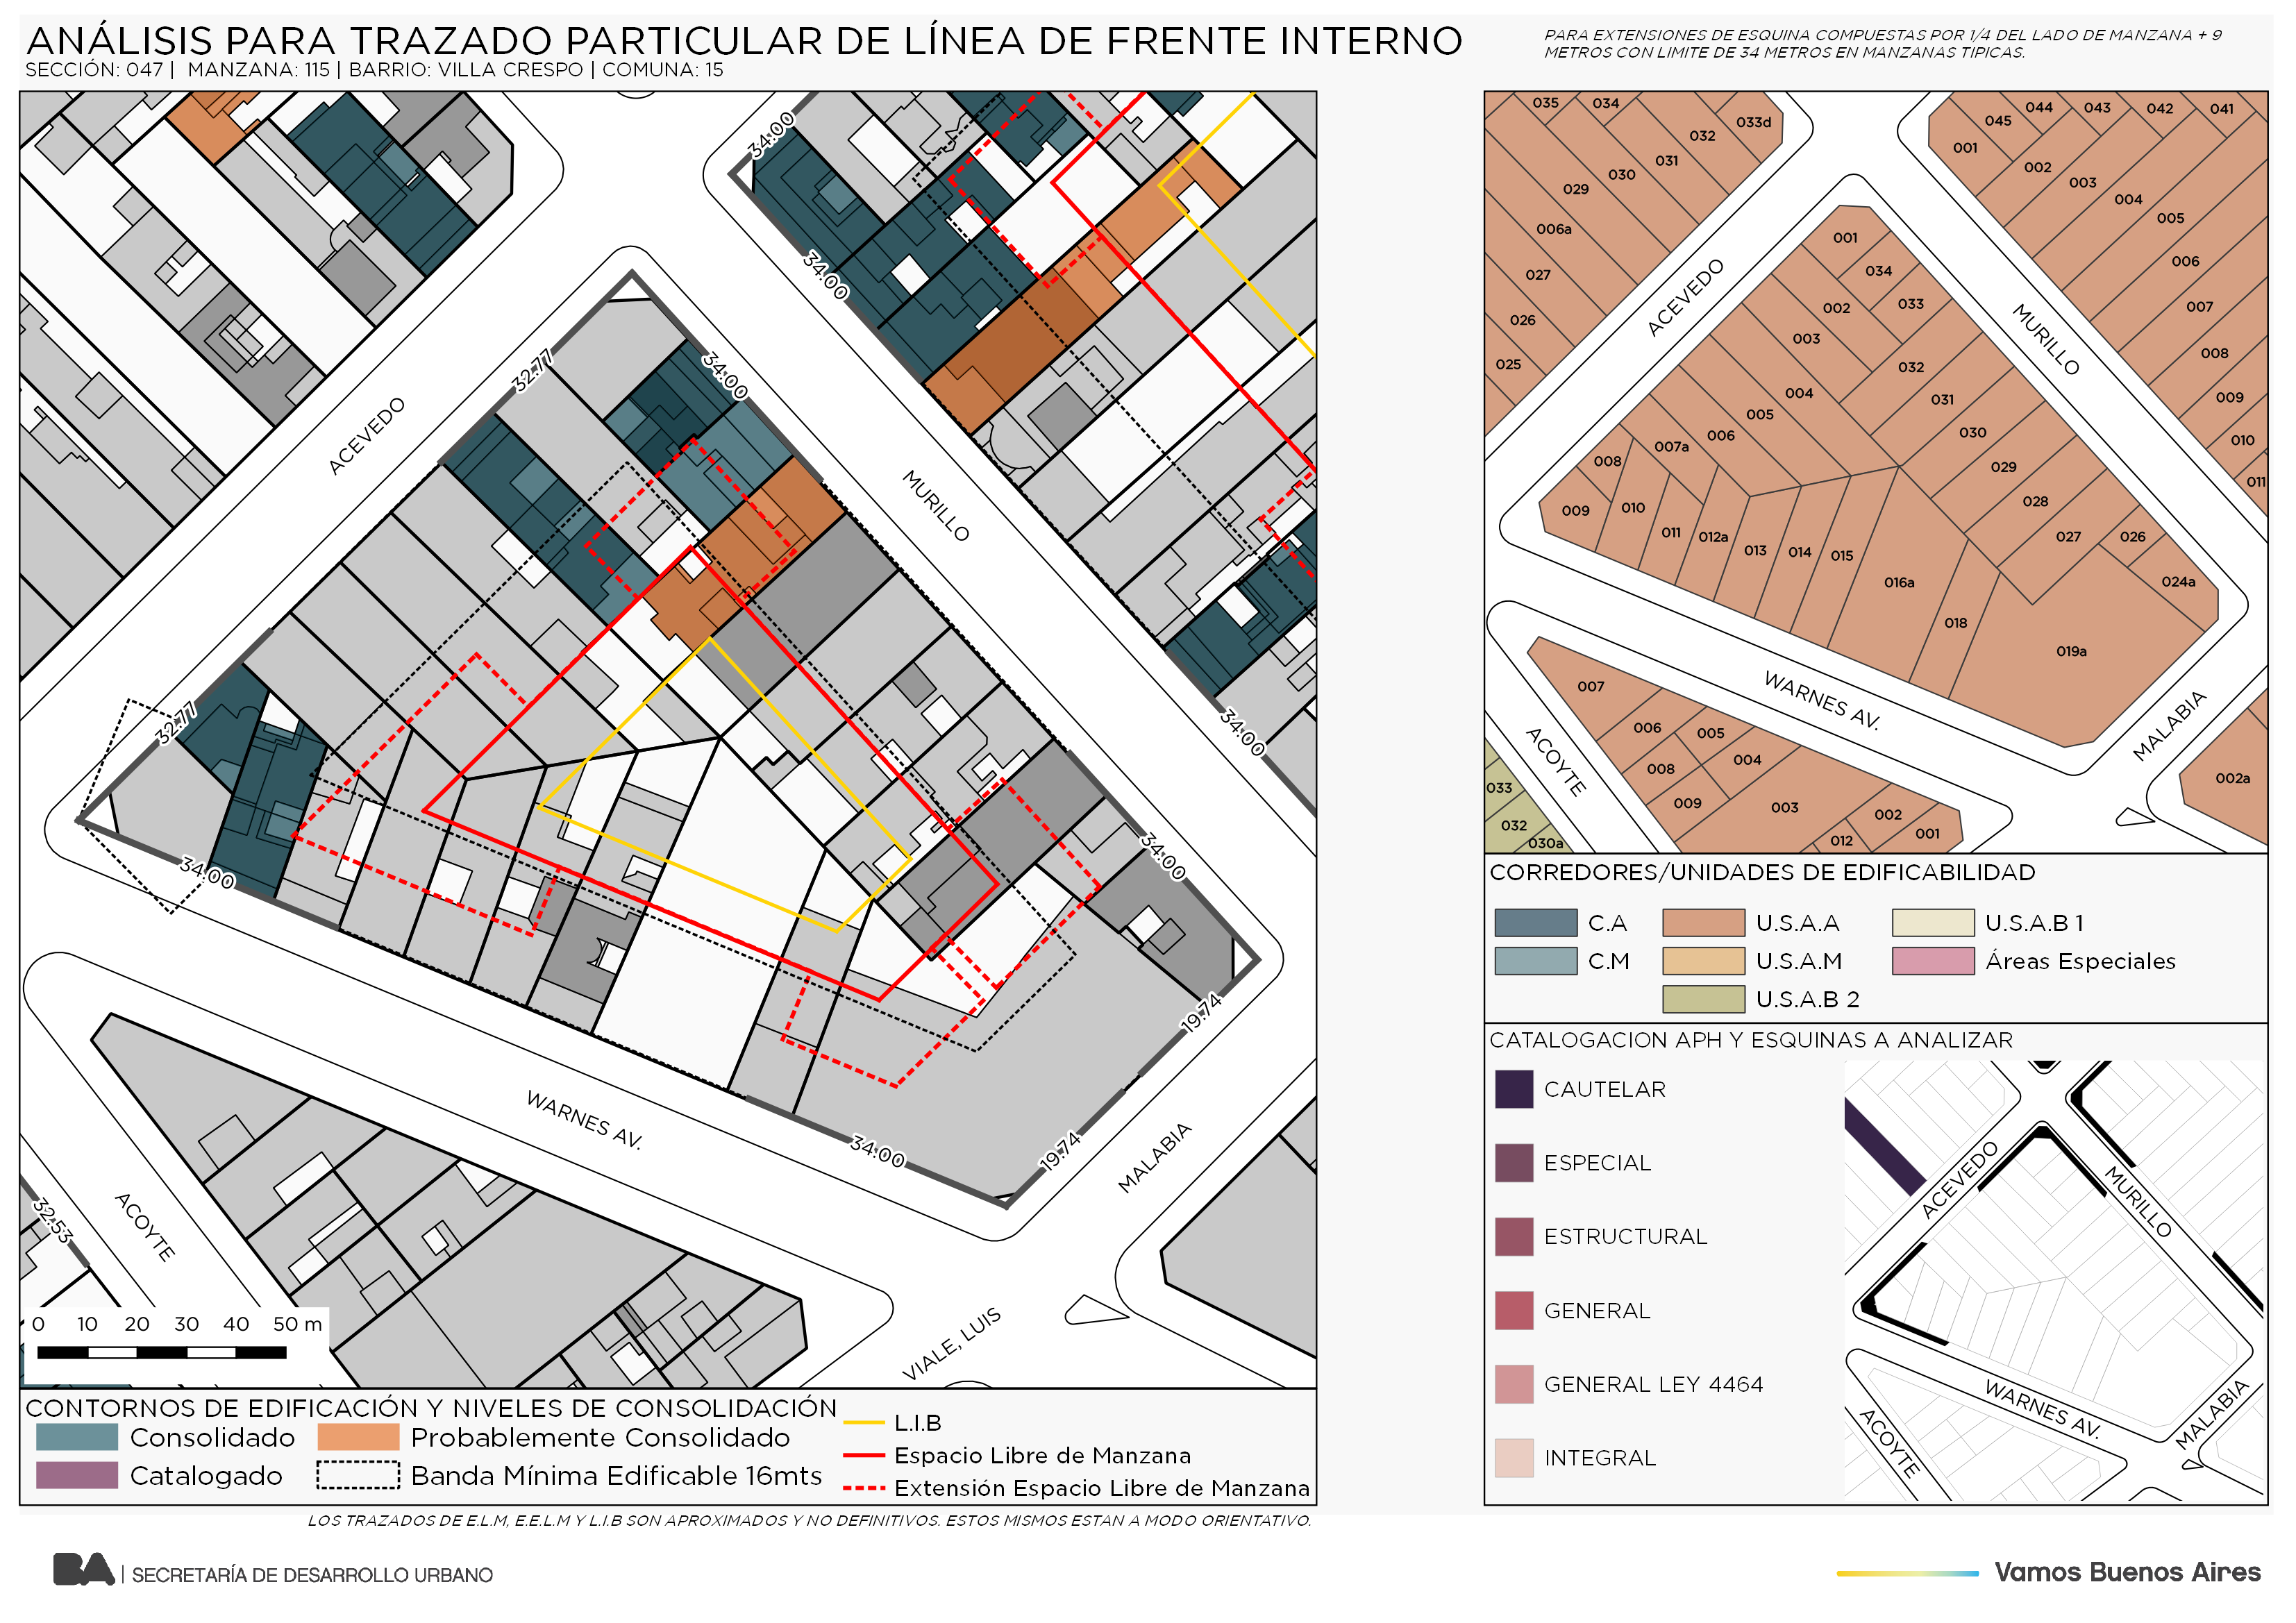 ANÁLISIS PARA TRAZADO PARTICULAR DE LÍNEA DE FRENTE INTERNO
SECCIÓN: 047 | MANZANA: 115 | BARRIO: VILLA CRESPO | COMUNA: 15
PARA EXTENSIONES DE ESQUINA COMPUESTAS POR 1/4 DEL LADO DE MANZANA + 9
METROS CON LIMITE DE 34 METROS EN MANZANAS TIPICAS.
34.00
34.00
32.77
34.00
ACEVEDO
MURILLO
32.77
34.00
34.00
34.00
19.74
WARNES AV.
34.00
19.74
MALABIA
ACOYTE
32.53
VIALE, LUIS
0 10 20 30 40 50 m
CONTORNOS DE EDIFICACIÓN Y NIVELES DE CONSOLIDACIÓN
Consolidado
Probablemente Consolidado
Catalogado
Banda Mínima Edificable 16mts
L.I.B
Espacio Libre de Manzana
Extensión Espacio Libre de Manzana
035 034 033d 032 031 030 029 006a 027 026 025
044 043 042 041 045 001 002 003 004 005 006 007 008 009 010 011
ACEVEDO
MURILLO
001 034 033 002 003 032 004 031 005 030 006 007a 029 008 028 009 010 011 012a 013 014 015 016a 027 026 024a 018 019a
WARNES AV.
MALABIA
ACOYTE
007 006 005 008 004 009 003 002 001 012
033 032 030a
002a
CORREDORES/UNIDADES DE EDIFICABILIDAD
C.A
U.S.A.A
U.S.A.B 1
C.M
U.S.A.M
Áreas Especiales
U.S.A.B 2
CATALOGACION APH Y ESQUINAS A ANALIZAR
CAUTELAR
ESPECIAL
ESTRUCTURAL
GENERAL
GENERAL LEY 4464
INTEGRAL
ACEVEDO
MURILLO
WARNES AV.
MALABIA
ACOYTE
LOS TRAZADOS DE E.L.M, E.E.L.M Y L.I.B SON APROXIMADOS Y NO DEFINITIVOS. ESTOS MISMOS ESTAN A MODO ORIENTATIVO.
BA | SECRETARÍA DE DESARROLLO URBANO
Vamos Buenos Aires